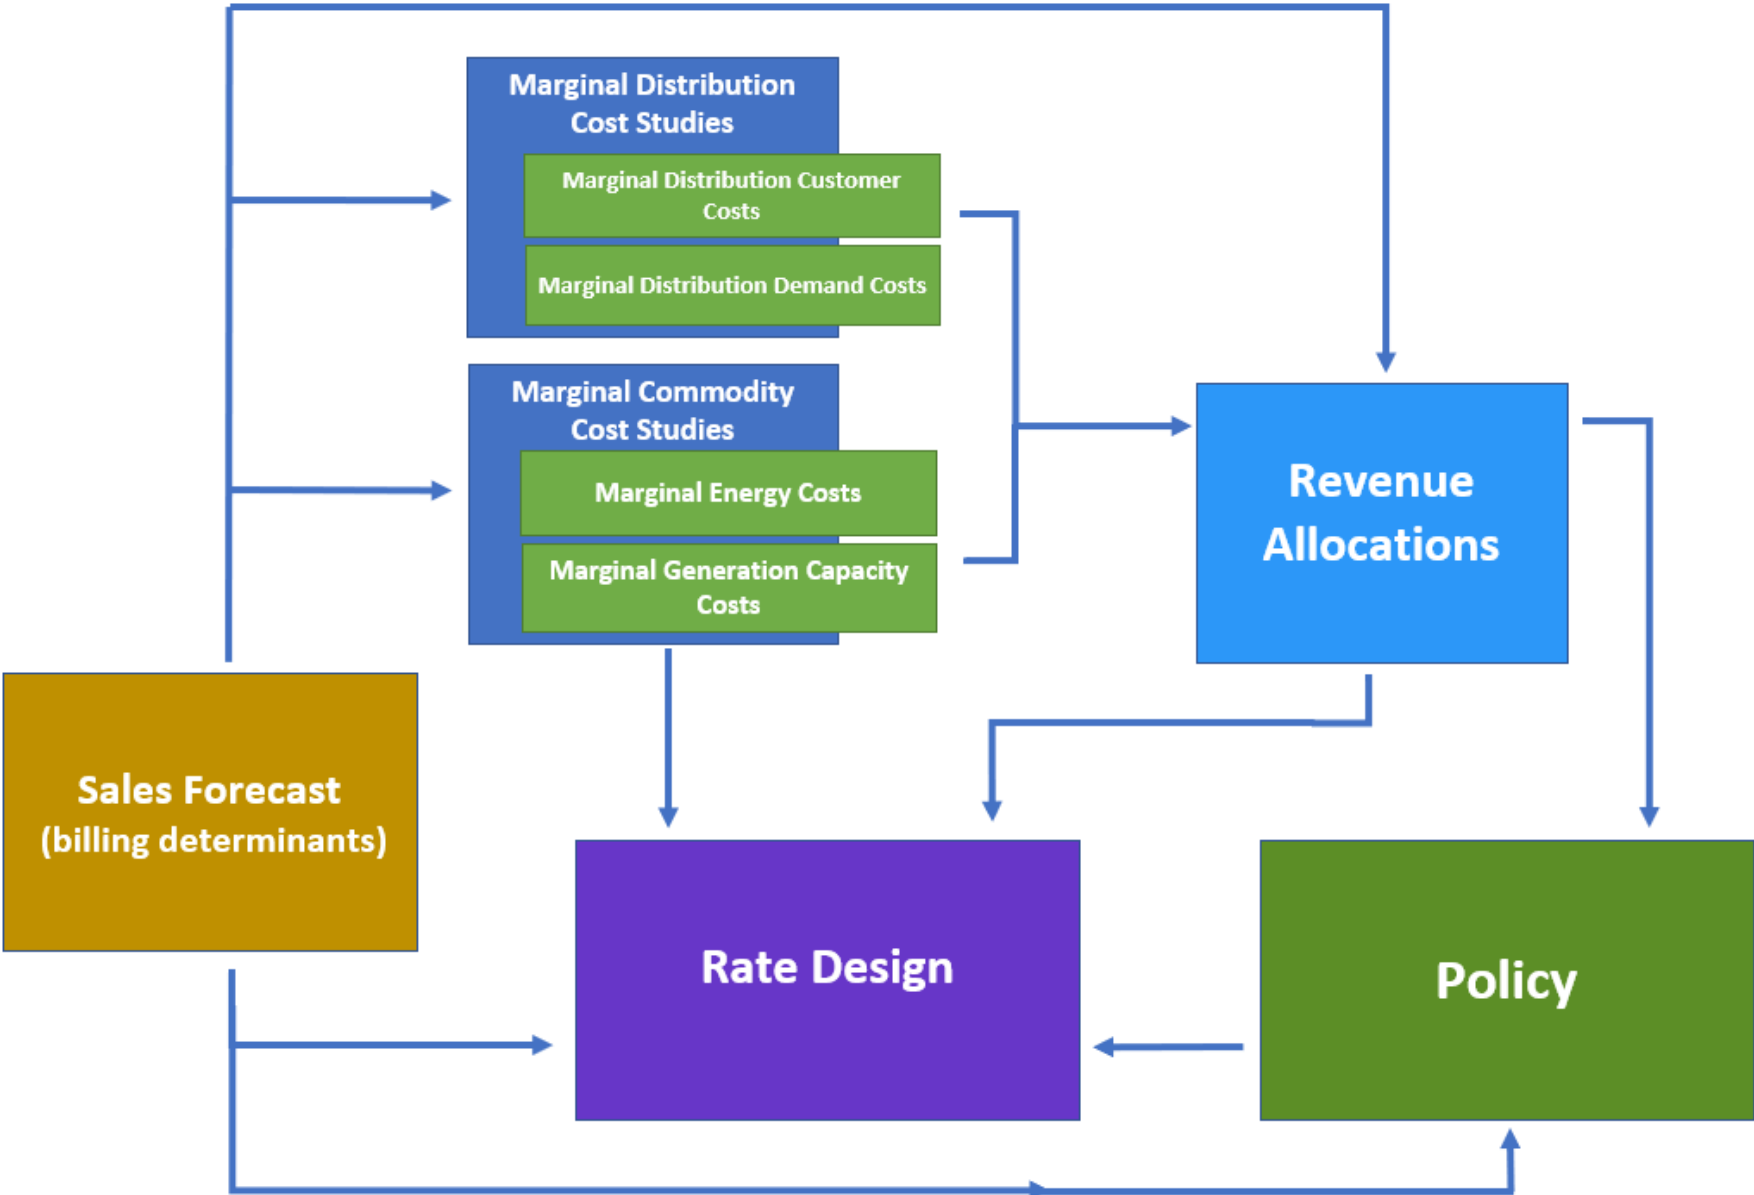 Marginal Distribution
Cost Studies
Marginal Distribution Customer
Costs
Marginal Distribution Demand Costs
Marginal Commodity
Cost Studies
Marginal Energy Costs
Marginal Generation Capacity
Costs
Revenue
Allocations
Sales Forecast
(billing determinants)
Rate Design
Policy